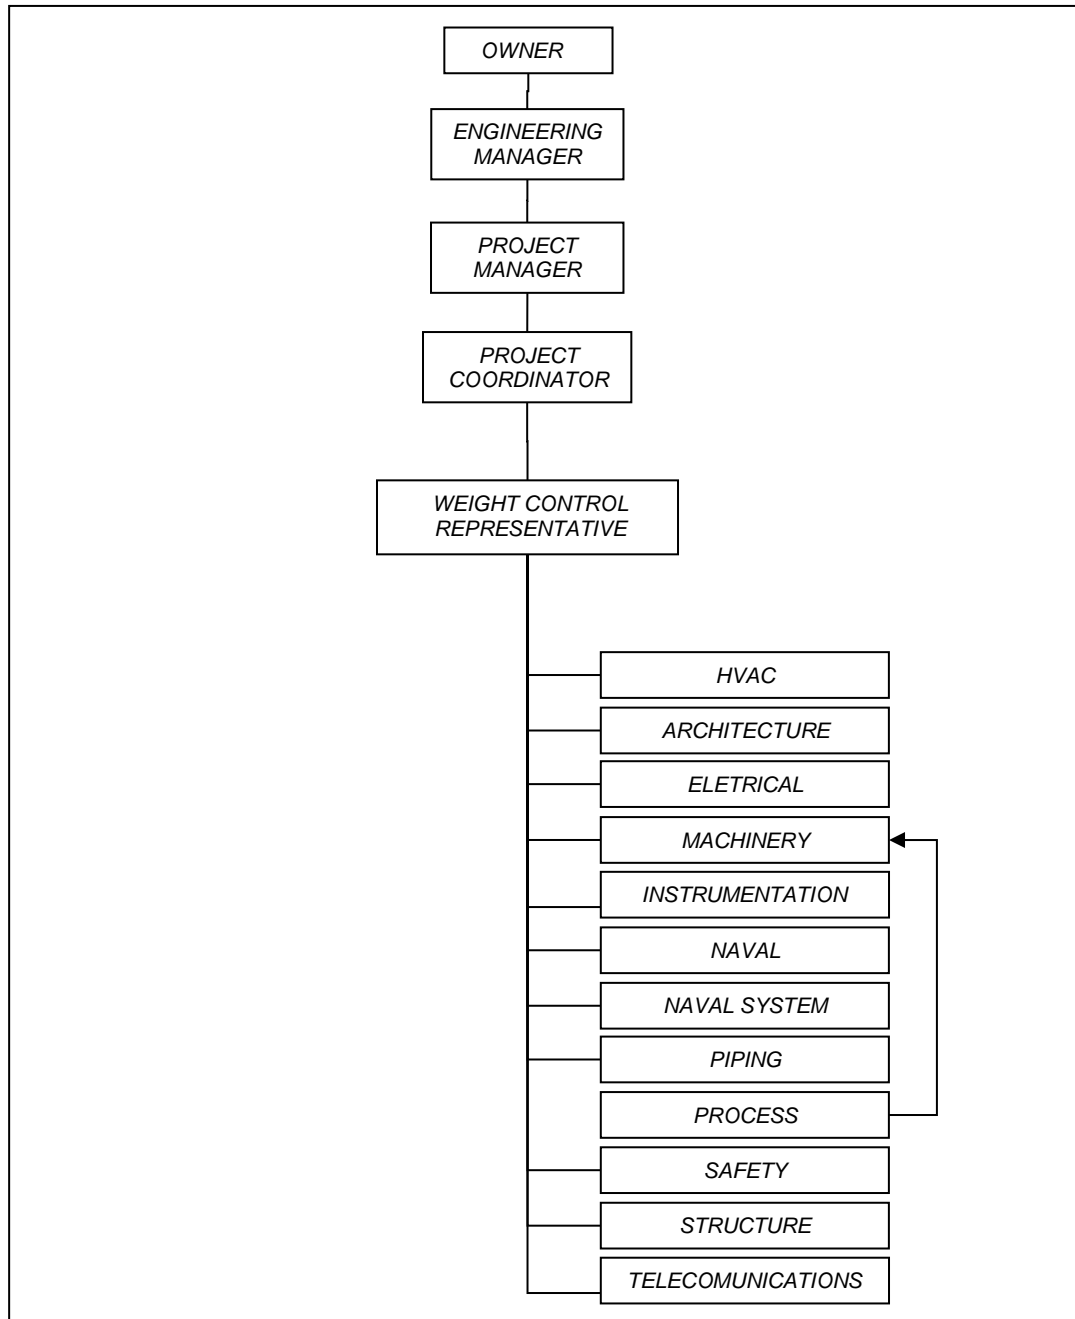 OWNER
ENGINEERING
MANAGER
PROJECT
MANAGER
PROJECT
COORDINATOR
WEIGHT CONTROL
REPRESENTATIVE
HVAC
ARCHITECTURE
ELETRICAL
MACHINERY
INSTRUMENTATION
NAVAL
NAVAL SYSTEM
PIPING
PROCESS
SAFETY
STRUCTURE
TELECOMUNICATIONS